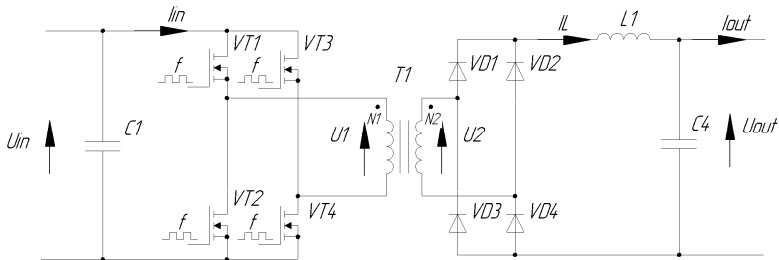 Iin
VT1
VT3
f
f
T1
IL
L1
Iout
VD1
VD2
Uin
C1
U1
N1
N2
U2
C4
Uout
VT2
VT4
f
f
VD3
VD4